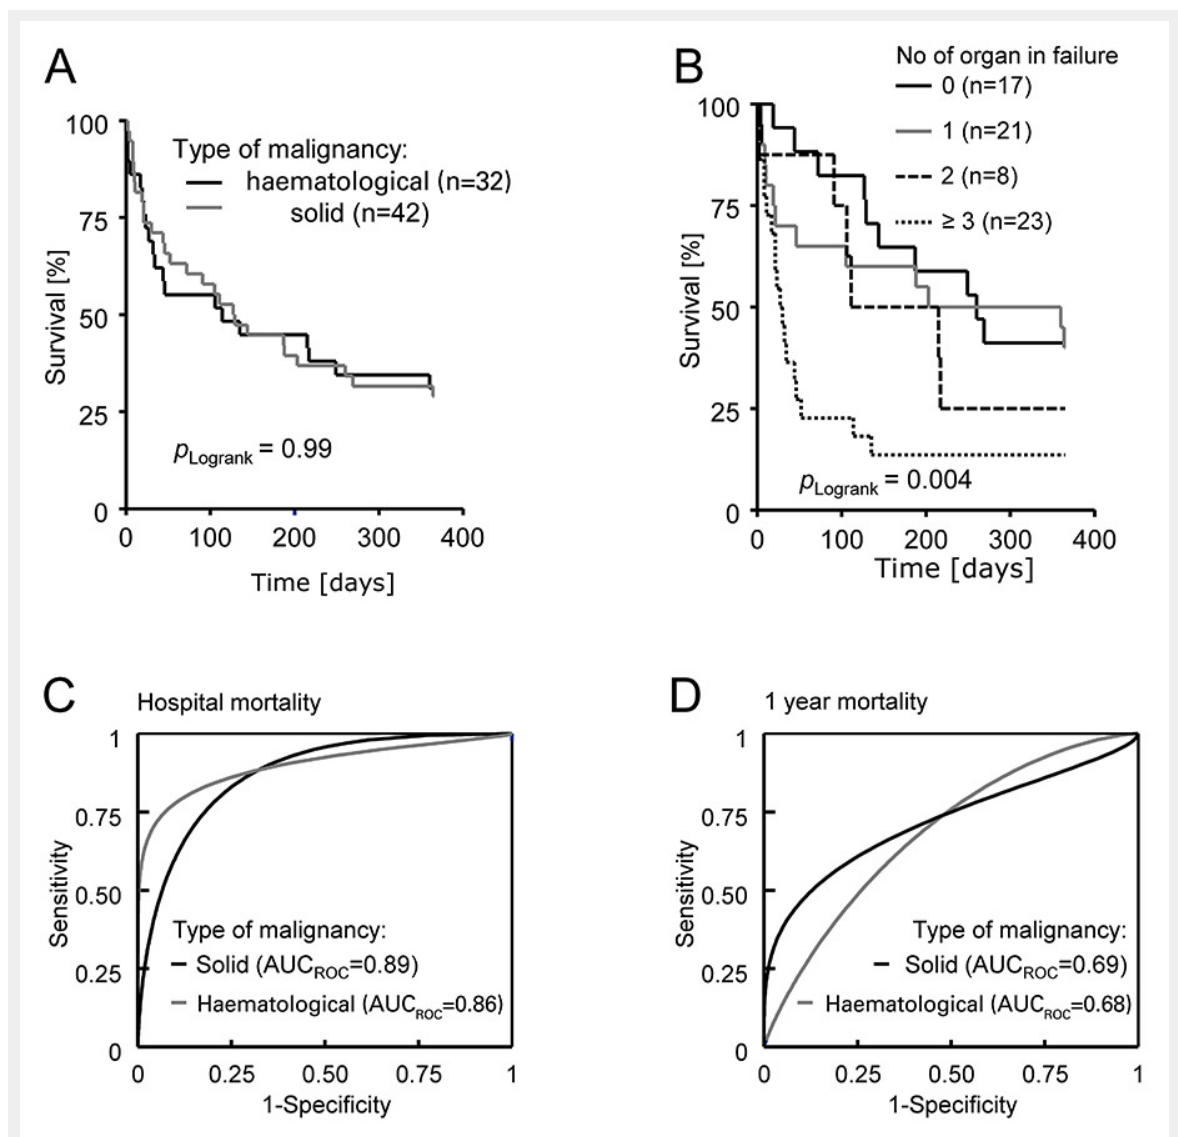 A
100
75
50
25
0
Survival [%]
Type of malignancy:
haematological (n=32)
solid (n=42)
pLogrank = 0.99
0 100 200 300 400
Time [days]
B
No of organ in failure
0 (n=17)
1 (n=21)
2 (n=8)
≥ 3 (n=23)
100
75
50
25
0
Survival [%]
pLogrank = 0.004
0 100 200 300 400
Time [days]
C
Hospital mortality
1
0.75
0.50
0.25
0
Sensitivity
Type of malignancy:
Solid (AUCROC=0.89)
Haematological (AUCROC=0.86)
0 0.25 0.50 0.75 1
1-Specificity
D
1 year mortality
1
0.75
0.50
0.25
0
Sensitivity
Type of malignancy:
Solid (AUCROC=0.69)
Haematological (AUCROC=0.68)
0 0.25 0.50 0.75 1
1-Specificity